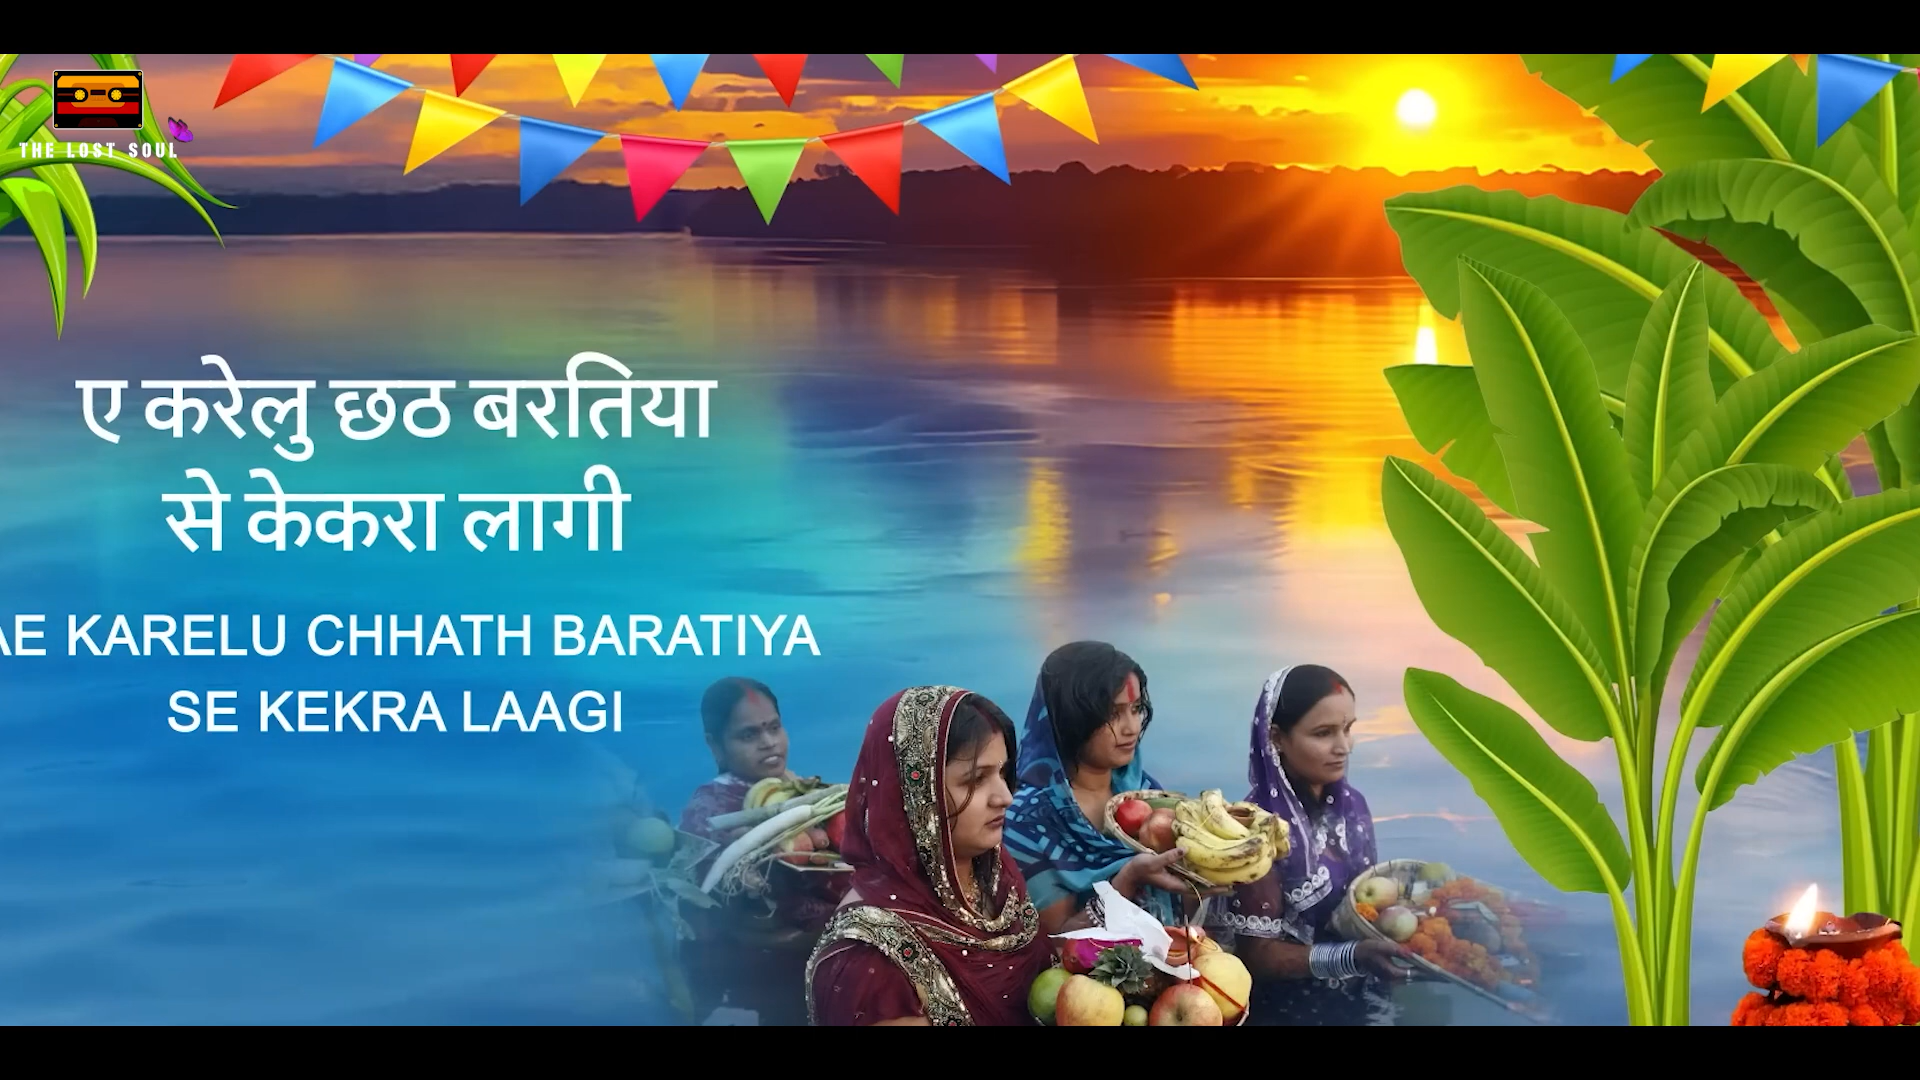 THE LOST SOUL
ए करेलु छठ बरतिया
से केकरा लागी
AE KARELU CHHATH BARATIYA
SE KEKRA LAAGI